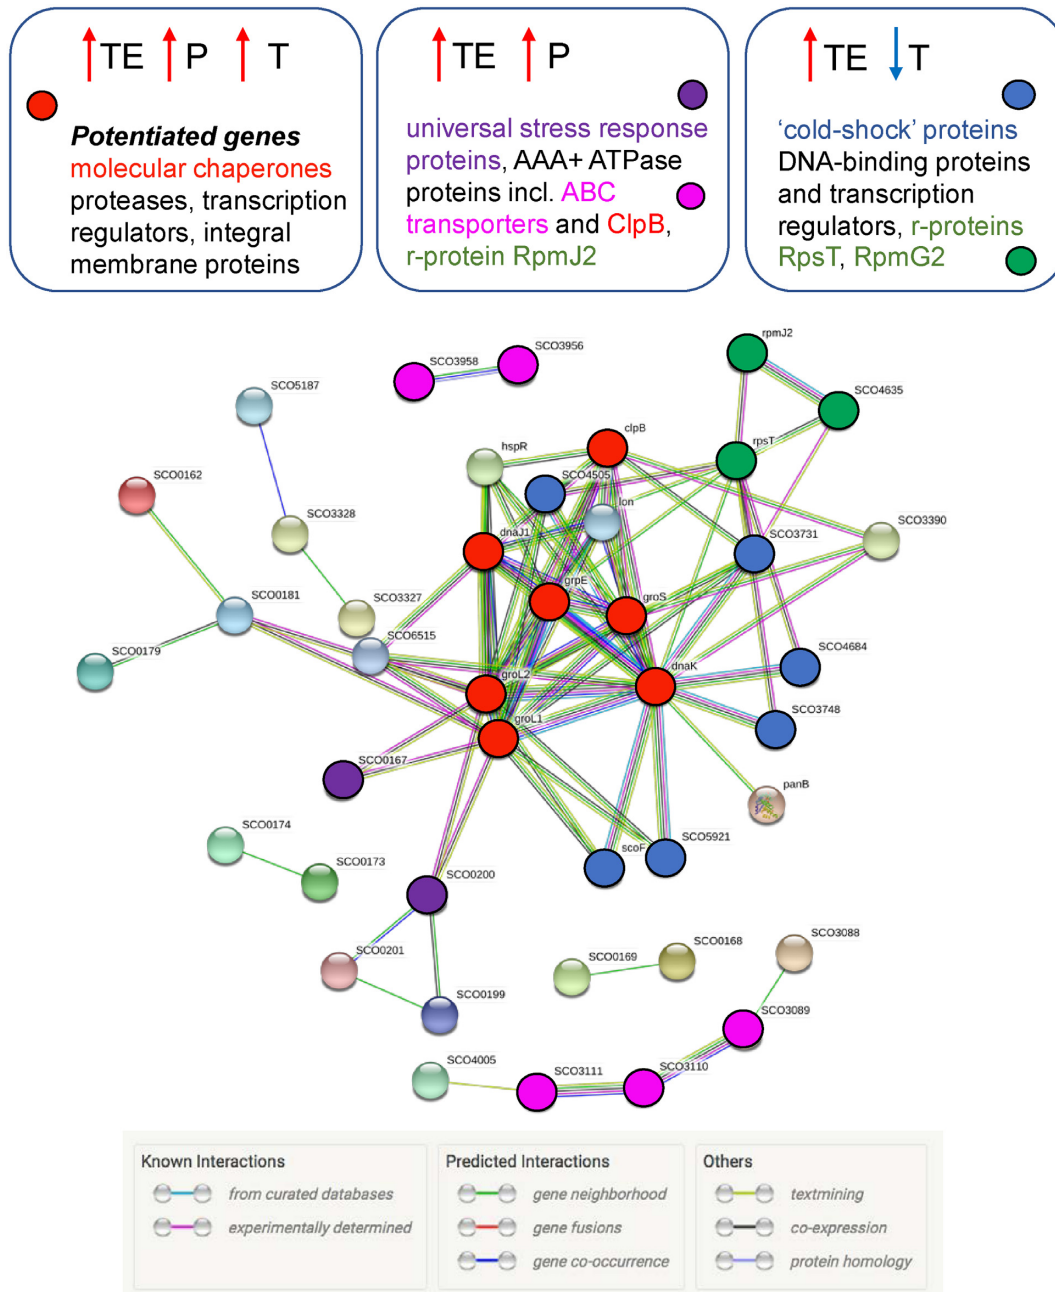 TE P T
Potentiated genes
molecular chaperones
proteases, transcription
regulators, integral
membrane proteins
TE P
universal stress response
proteins, AAA+ ATPase
proteins incl. ABC
transporters and ClpB,
r-protein RpmJ2
TE T
‘cold-shock’ proteins
DNA-binding proteins
and transcription
regulators, r-proteins
RpsT, RpmG2
rpmJ2
SCO3956
SCO3958
SCO5187
SCO4635
clpB
rpsT
hspR
SCO0162
SCO4505
lon
SCO3328
SCO3390
dnaJ1
SCO3731
grpE
groS
SCO0181
SCO3327
SCO6515
SCO0179
SCO4684
dnaK
groL2
SCO3748
groL1
SCO0167
panB
SCO0174
SCO5921
scoF
SCO0173
SCO0200
SCO3088
SCO0168
SCO0201
SCO0169
SCO0199
SCO3089
SCO4005
SCO3110
SCO3111
Known Interactions
from curated databases
experimentally determined
Predicted Interactions
gene neighborhood
gene fusions
gene co-occurrence
Others
textmining
co-expression
protein homology